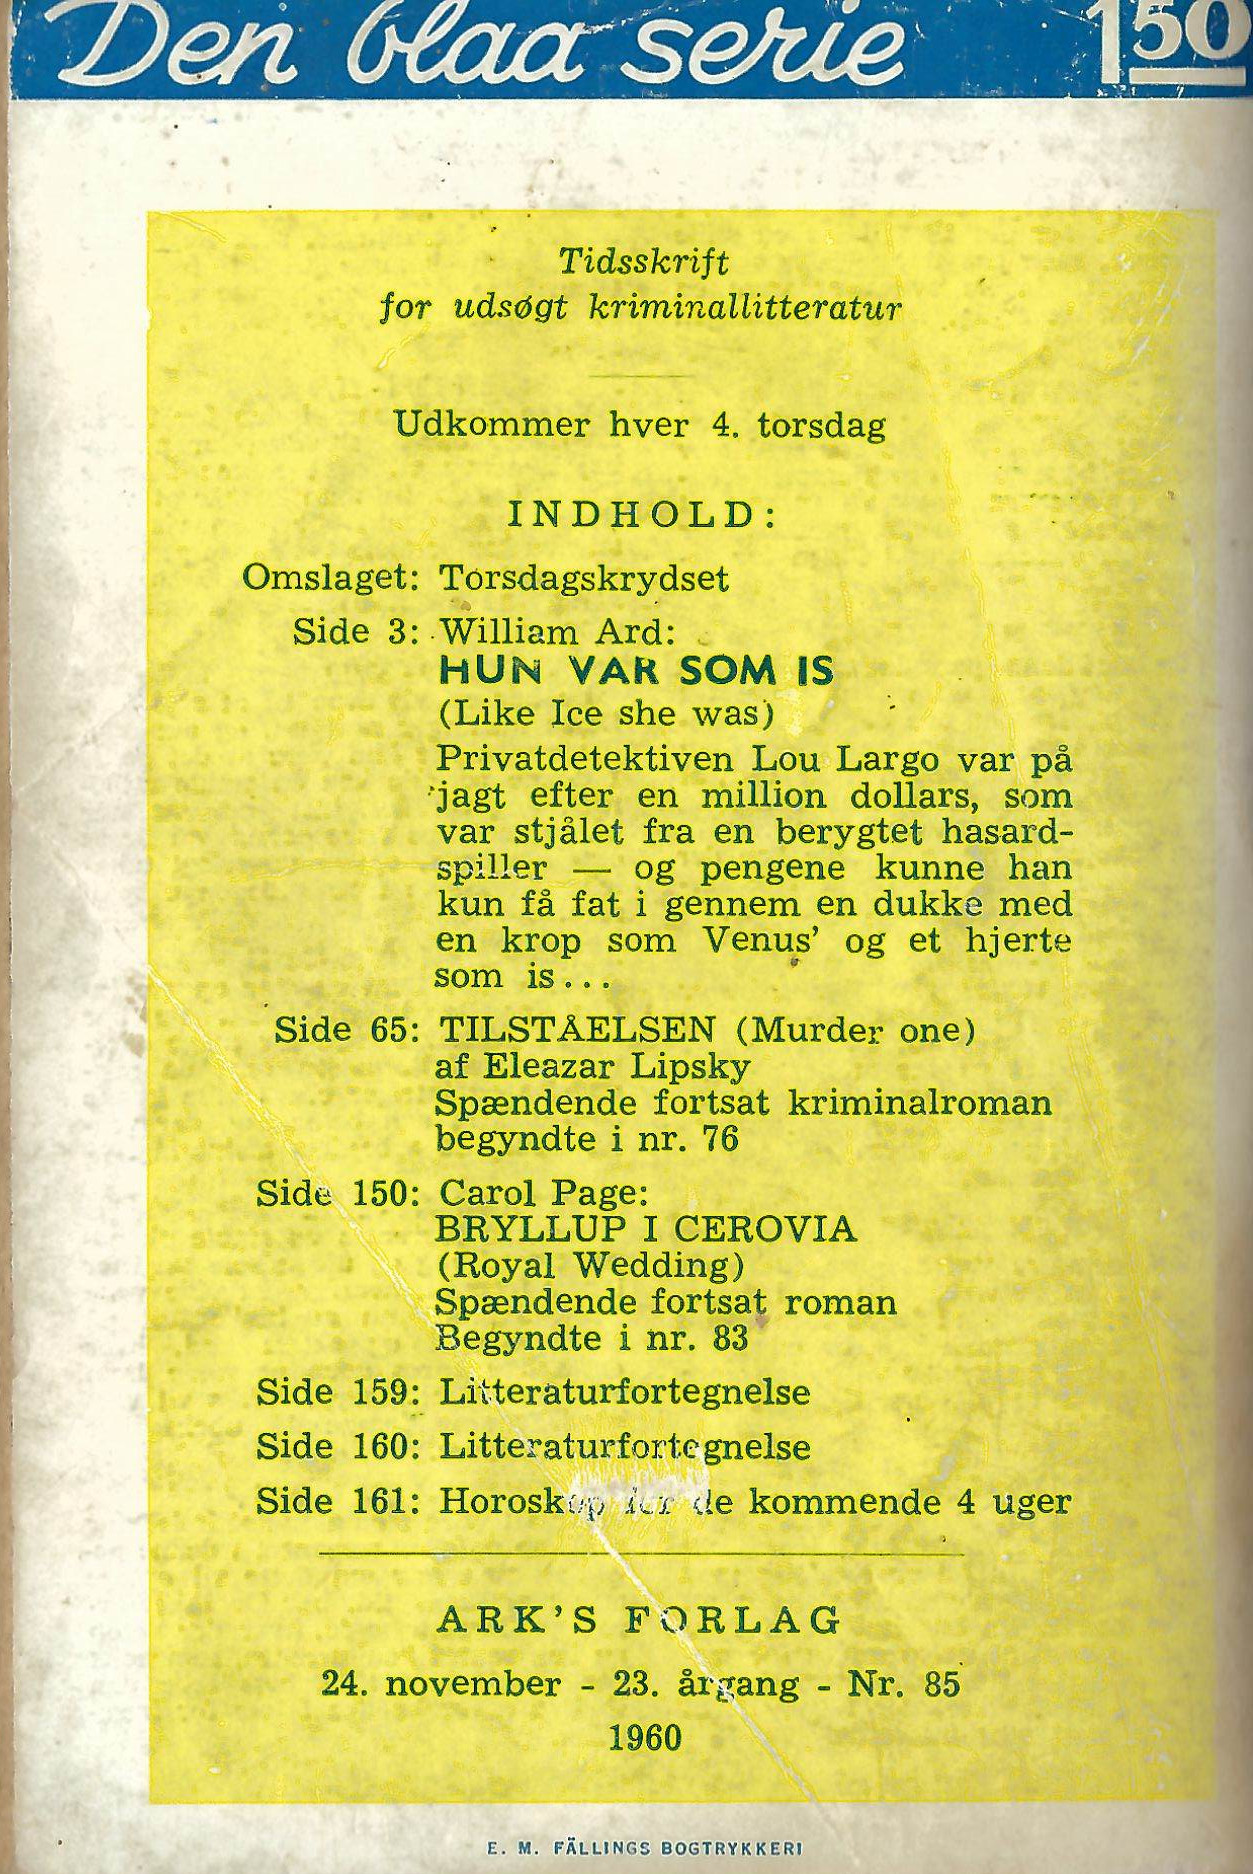 Den blaa serie 150
Tidsskrift
for udsøgt kriminallitteratur
Udkommer hver 4. torsdag
INDHOLD:
Omslaget: Torsdagskrydset
Side 3: William Ard:
HUN VAR SOM IS
(Like Ice she was)
Privatdetektiven Lou Largo var på
jagt efter en million dollars, som
var stjålet fra en berygtet hasard-
spiller — og pengene kunne han
kun få fat i gennem en dukke med
en krop som Venus' og et hjerte
som is...
Side 65: TILSTÅELSEN (Murder one)
af Eleazar Lipsky
Spændende fortsat kriminalroman
begyndte i nr. 76
Side 150: Carol Page:
BRYLLUP I CEROVIA
(Royal Wedding)
Spændende fortsat roman
Begyndte i nr. 83
Side 159: Litteraturfortegnelse
Side 160: Litteraturfortegnelse
Side 161: Horoskop for de kommende 4 uger
ARK'S FORLAG
24. november - 23. årgang - Nr. 85
1960
E. M. FÄLLINGS BOGTRYKKERI